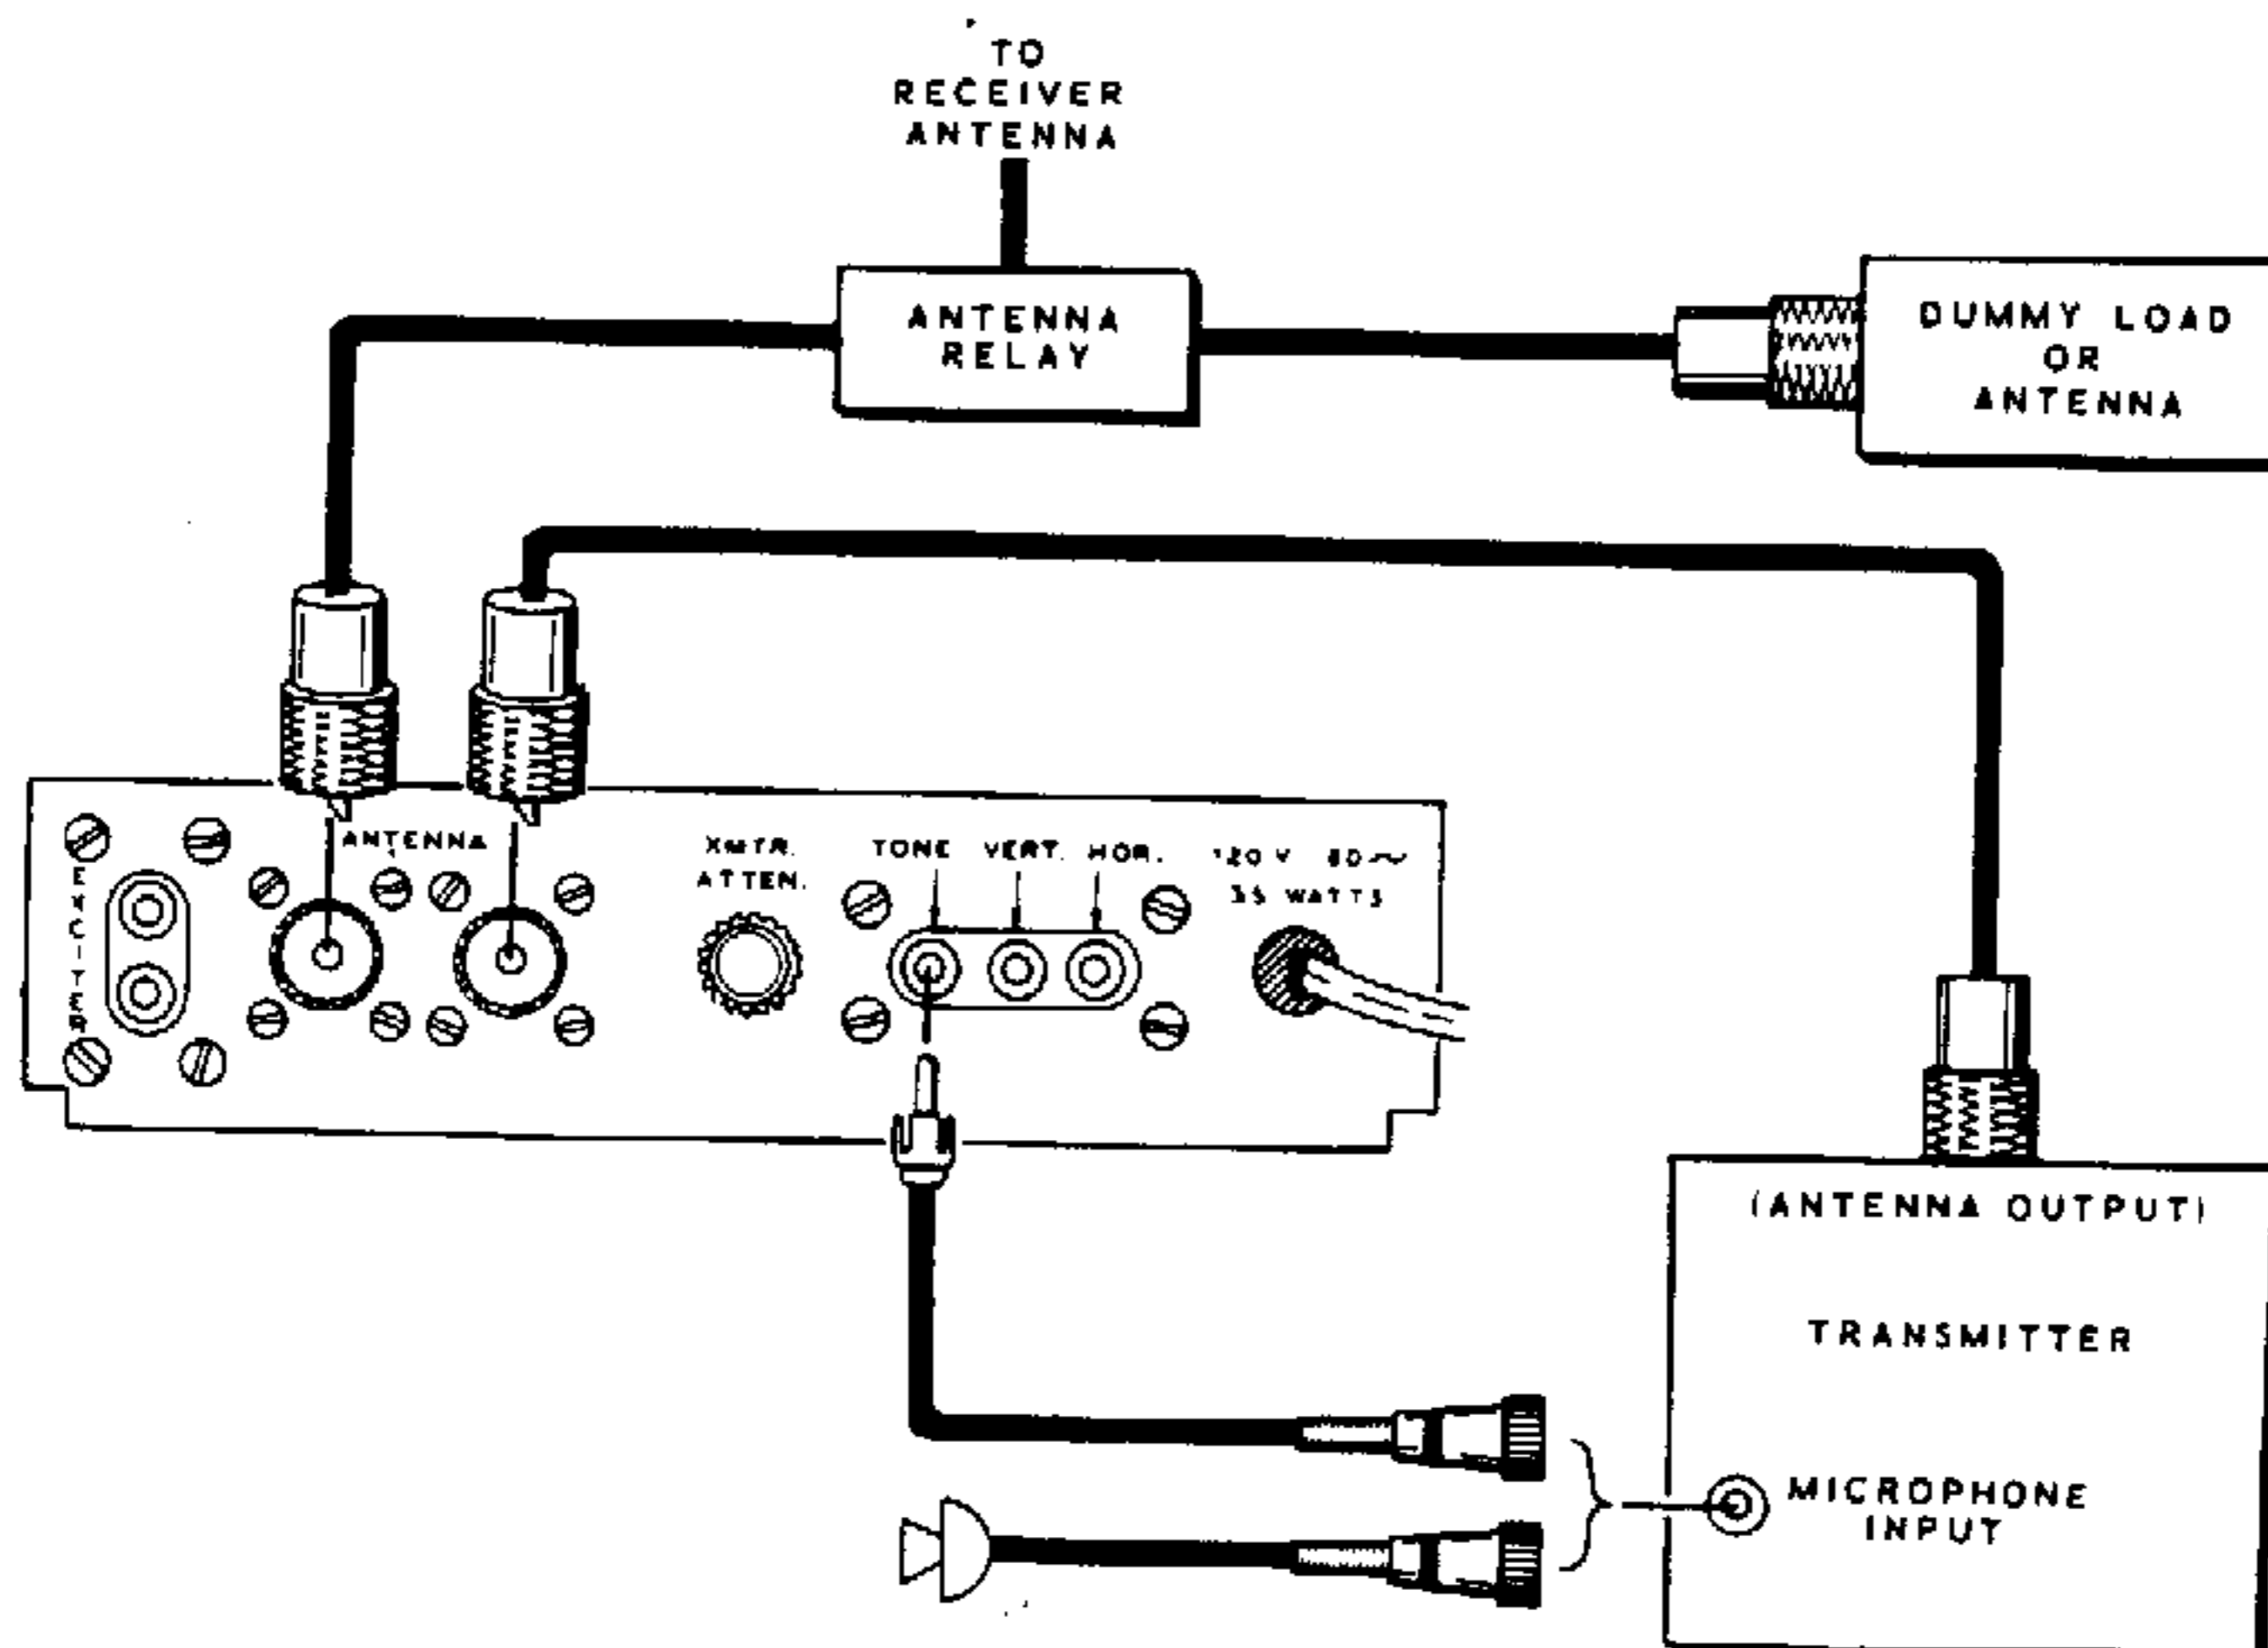 TO
RECEIVER
ANTENNA
ANTENNA
RELAY
DUMMY LOAD
OR
ANTENNA
EXCITER
ANTENNA
XMTR.
ATTEN.
TONE VERT. HOR.
120 V 60~
35 WATTS
(ANTENNA OUTPUT)
TRANSMITTER
MICROPHONE
INPUT